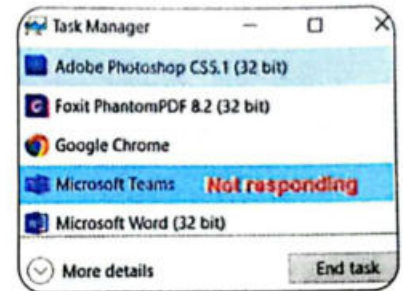 Task Manager
Adobe Photoshop CS5.1 (32 bit)
Foxit PhantomPDF 8.2 (32 bit)
Google Chrome
Microsoft Teams Not responding
Microsoft Word (32 bit)
More details End task